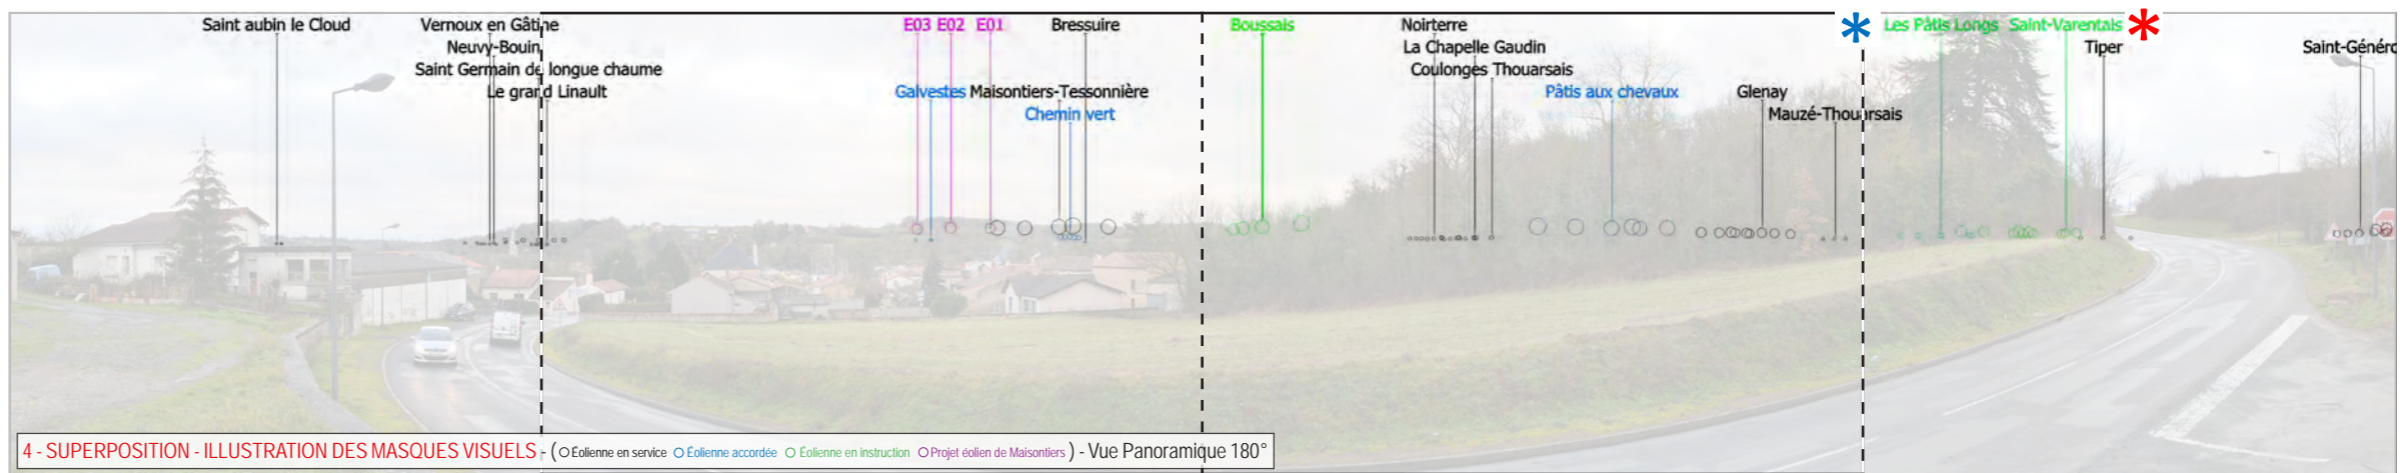 Saint aubin le Cloud Vernoux en Gâtine E03 E02 E01 Bressuire Boussais Noirterre * Les Pâtis Longs Saint-Varentais *
Neuvy-Bouin La Chapelle Gaudin Tiper Saint-Généro
Saint Germain de longue chaume Coulonges Thouarsais
Le grand Linault Galvestes Maisontiers-Tessonnière Pâtis aux chevaux Glenay
Chemin vert Mauzé-Thouarsais
4 - SUPERPOSITION - ILLUSTRATION DES MASQUES VISUELS - ( Éolienne en service Éolienne accordée Éolienne en instruction Projet éolien de Maisontiers ) - Vue Panoramique 180°